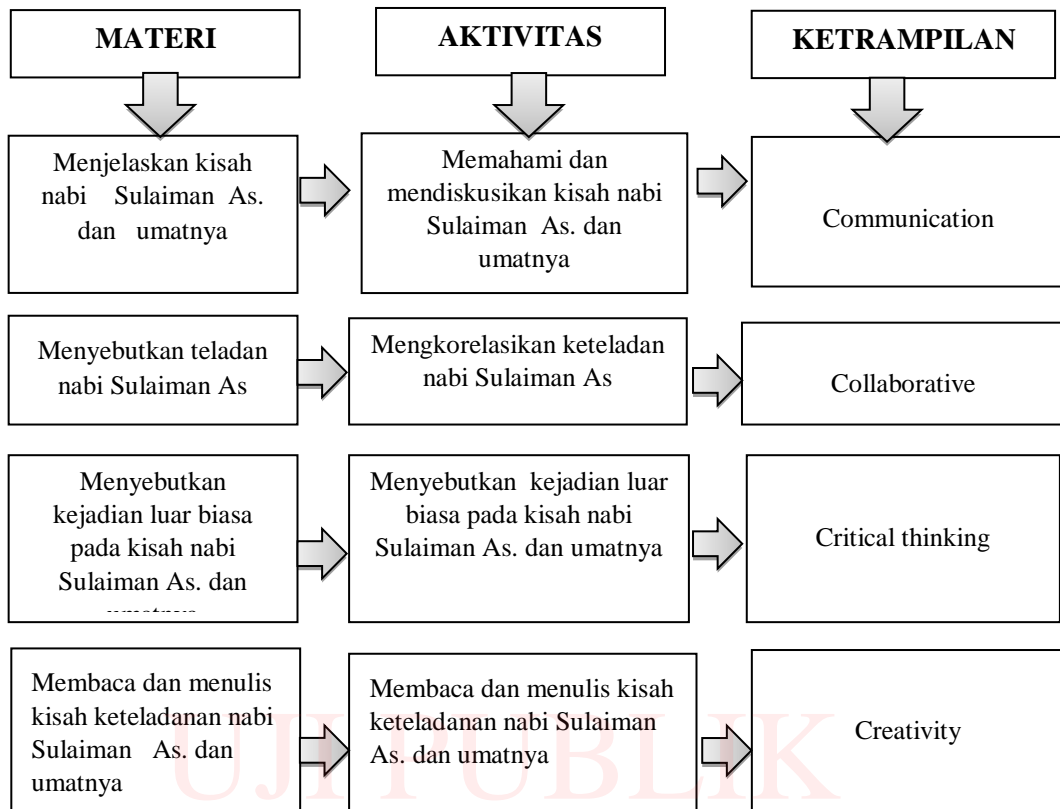 MATERI
AKTIVITAS
KETRAMPILAN
Menjelaskan kisah
nabi Sulaiman As.
dan umatnya
Memahami dan
mendiskusikan kisah nabi
Sulaiman As. dan
umatnya
Communication
Menyebutkan teladan
nabi Sulaiman As
Mengkorelasikan keteladan
nabi Sulaiman As
Collaborative
Menyebutkan
kejadian luar biasa
pada kisah nabi
Sulaiman As. dan
umatnya
Menyebutkan kejadian luar
biasa pada kisah nabi
Sulaiman As. dan umatnya
Critical thinking
Membaca dan menulis
kisah keteladanan nabi
Sulaiman As. dan
umatnya
Membaca dan menulis kisah
keteladanan nabi Sulaiman
As. dan umatnya
Creativity
UJI PUBLIK